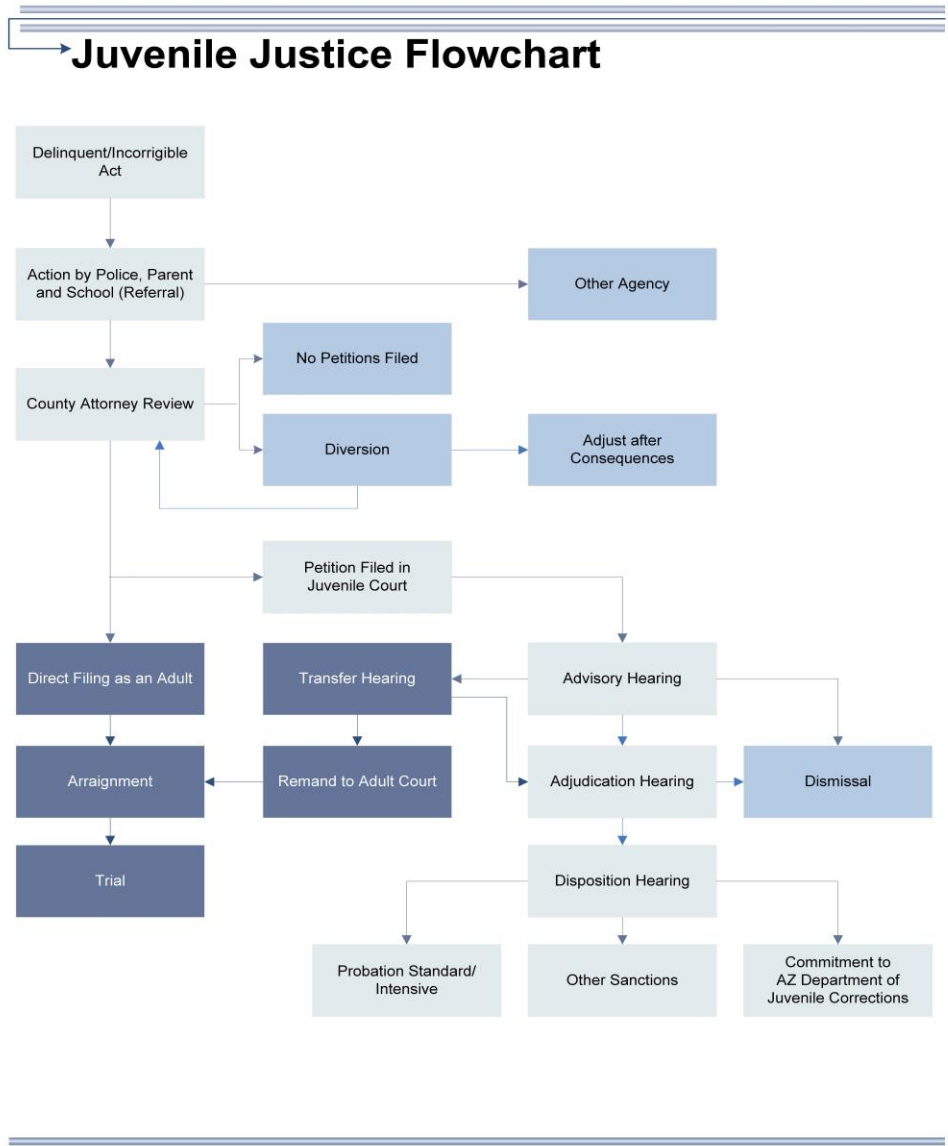 Juvenile Justice Flowchart
Delinquent/Incorrigible
Act
Action by Police, Parent
and School (Referral)
Other Agency
No Petitions Filed
County Attorney Review
Diversion
Adjust after
Consequences
Petition Filed in
Juvenile Court
Direct Filing as an Adult
Transfer Hearing
Advisory Hearing
Arraignment
Remand to Adult Court
Adjudication Hearing
Dismissal
Trial
Disposition Hearing
Probation Standard/
Intensive
Other Sanctions
Commitment to
AZ Department of
Juvenile Corrections